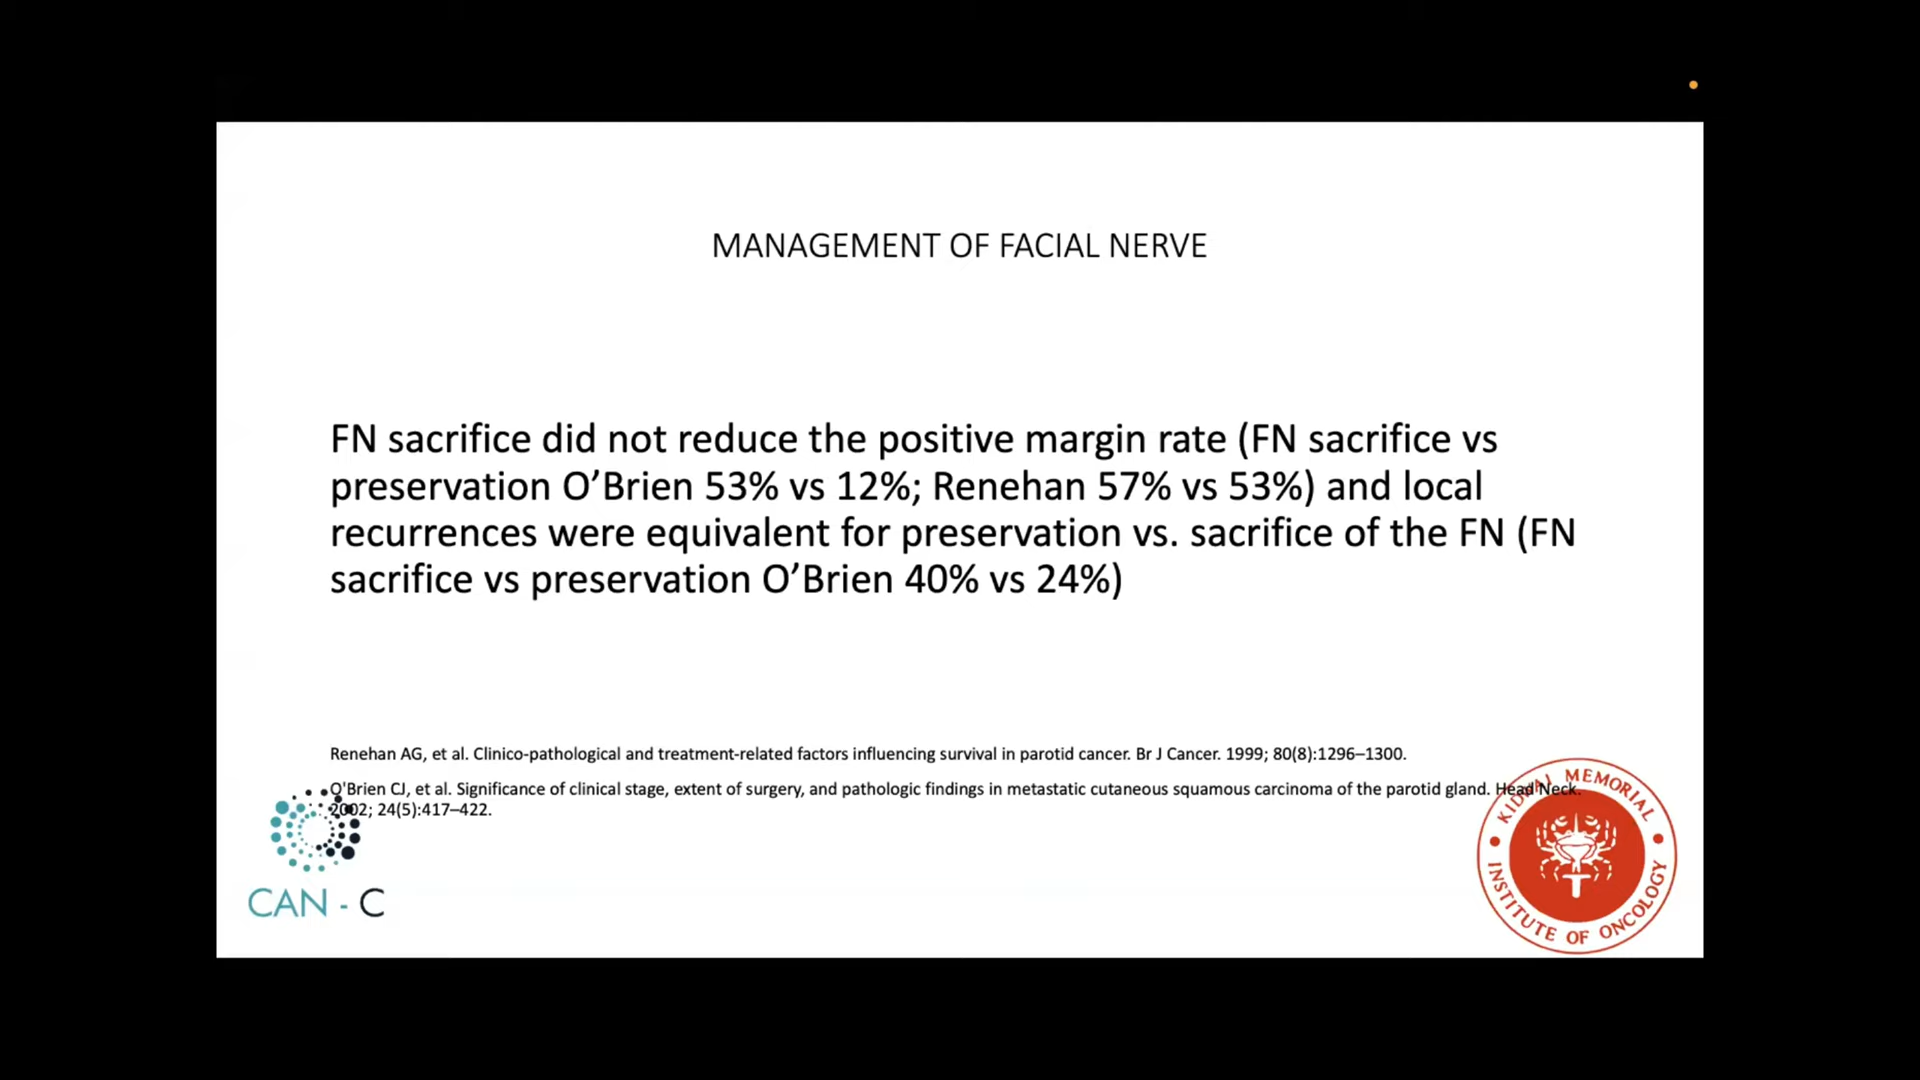 MANAGEMENT OF FACIAL NERVE
FN sacrifice did not reduce the positive margin rate (FN sacrifice vs
preservation O’Brien 53% vs 12%; Renehan 57% vs 53%) and local
recurrences were equivalent for preservation vs. sacrifice of the FN (FN
sacrifice vs preservation O’Brien 40% vs 24%)
Renehan AG, et al. Clinico-pathological and treatment-related factors influencing survival in parotid cancer. Br J Cancer. 1999; 80(8):1296–1300.
O'Brien CJ, et al. Significance of clinical stage, extent of surgery, and pathologic findings in metastatic cutaneous squamous carcinoma of the parotid gland. Head Neck.
2002; 24(5):417–422.
CAN - C
KIDWAI MEMORIAL
INSTITUTE OF ONCOLOGY